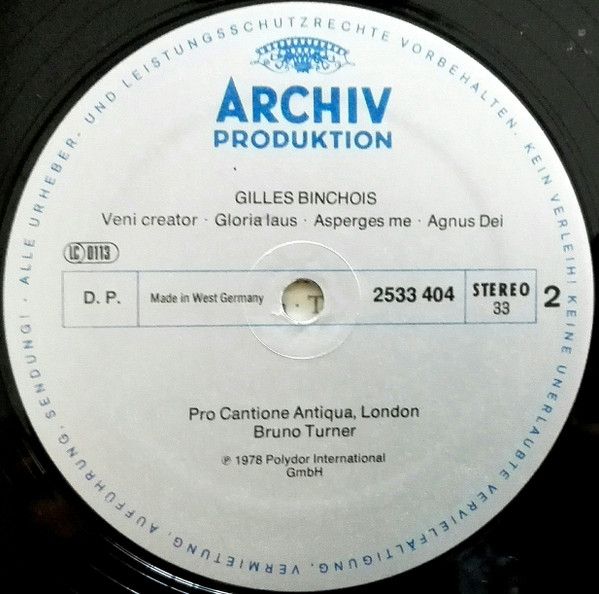 ALLE URHEBER- UND LEISTUNGSSCHUTZRECHTE VORBEHALTEN. KEIN VERLEIH! KEINE UNERLAUBTE VERVIELFÄLTIGUNG, VERMIETUNG, AUFFÜHRUNG, SENDUNG! ·
ARCHIV
PRODUKTION
GILLES BINCHOIS
Veni creator · Gloria laus · Asperges me · Agnus Dei
LC 0113
D. P.
Made in West Germany
T
2533 404
STEREO
33
2
Pro Cantione Antiqua, London
Bruno Turner
℗ 1978 Polydor International
GmbH